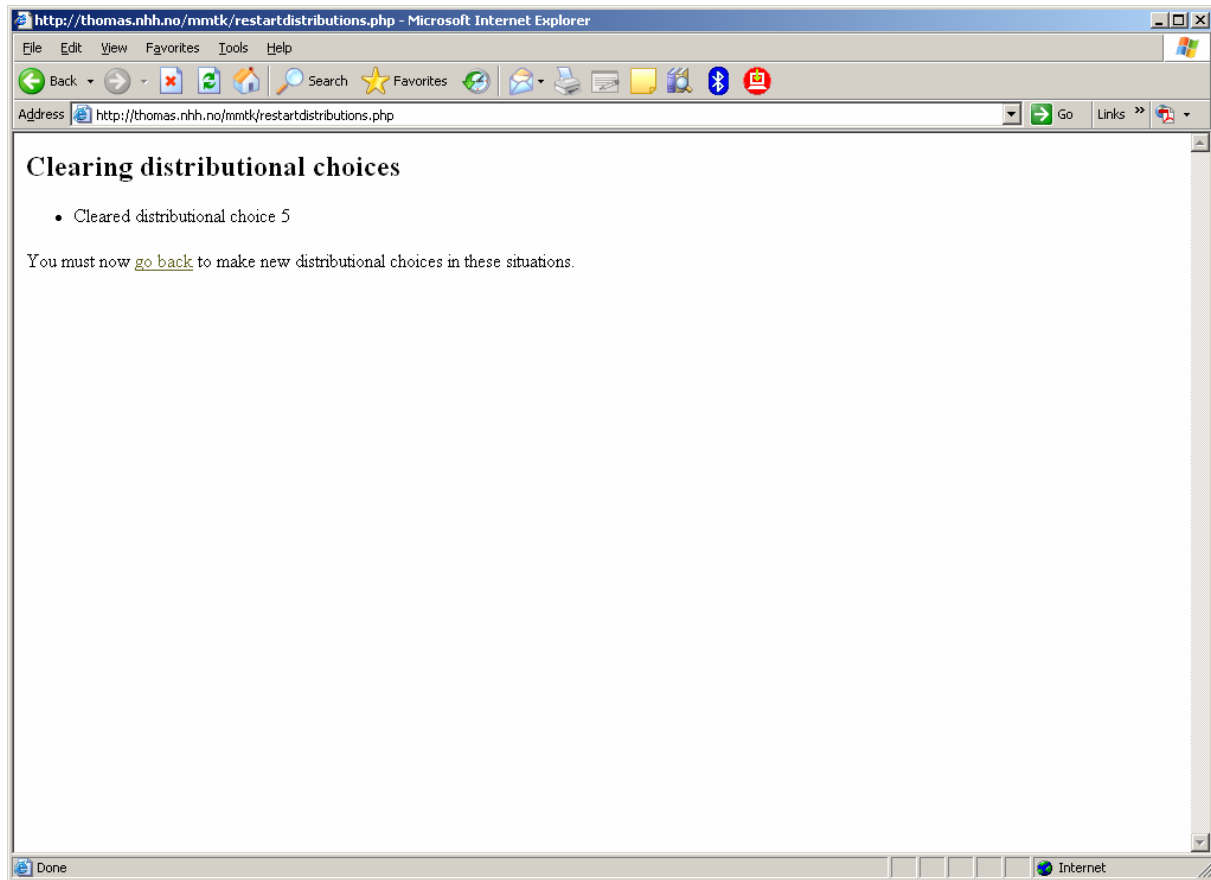 http://thomas.nhh.no/mmtk/restartdistributions.php - Microsoft Internet Explorer
File Edit View Favorites Tools Help
Back Search Favorites
Address http://thomas.nhh.no/mmtk/restartdistributions.php Go Links »
Clearing distributional choices
• Cleared distributional choice 5
You must now go back to make new distributional choices in these situations.
Done Internet